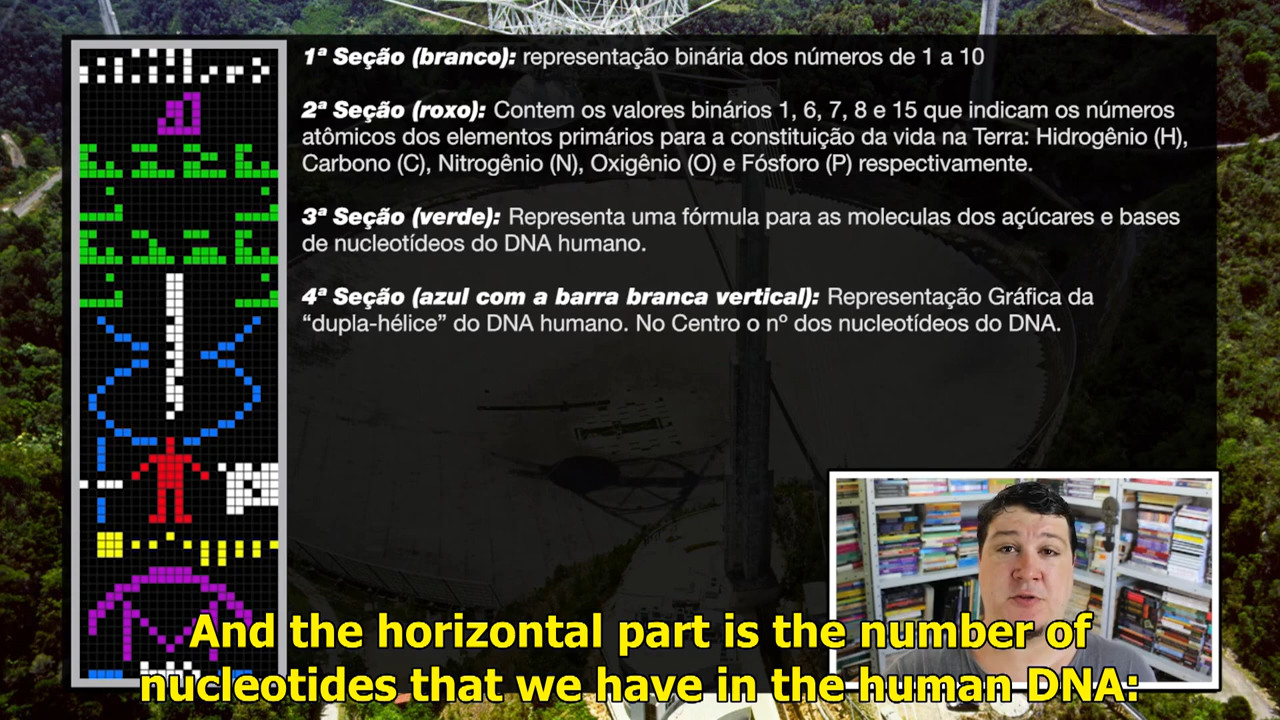 1ª Seção (branco): representação binária dos números de 1 a 10
2ª Seção (roxo): Contem os valores binários 1, 6, 7, 8 e 15 que indicam os números
atômicos dos elementos primários para a constituição da vida na Terra: Hidrogênio (H),
Carbono (C), Nitrogênio (N), Oxigênio (O) e Fósforo (P) respectivamente.
3ª Seção (verde): Representa uma fórmula para as moleculas dos açúcares e bases
de nucleotídeos do DNA humano.
4ª Seção (azul com a barra branca vertical): Representação Gráfica da
“dupla-hélice” do DNA humano. No Centro o nº dos nucleotídeos do DNA.
And the horizontal part is the number of
nucleotides that we have in the human DNA: